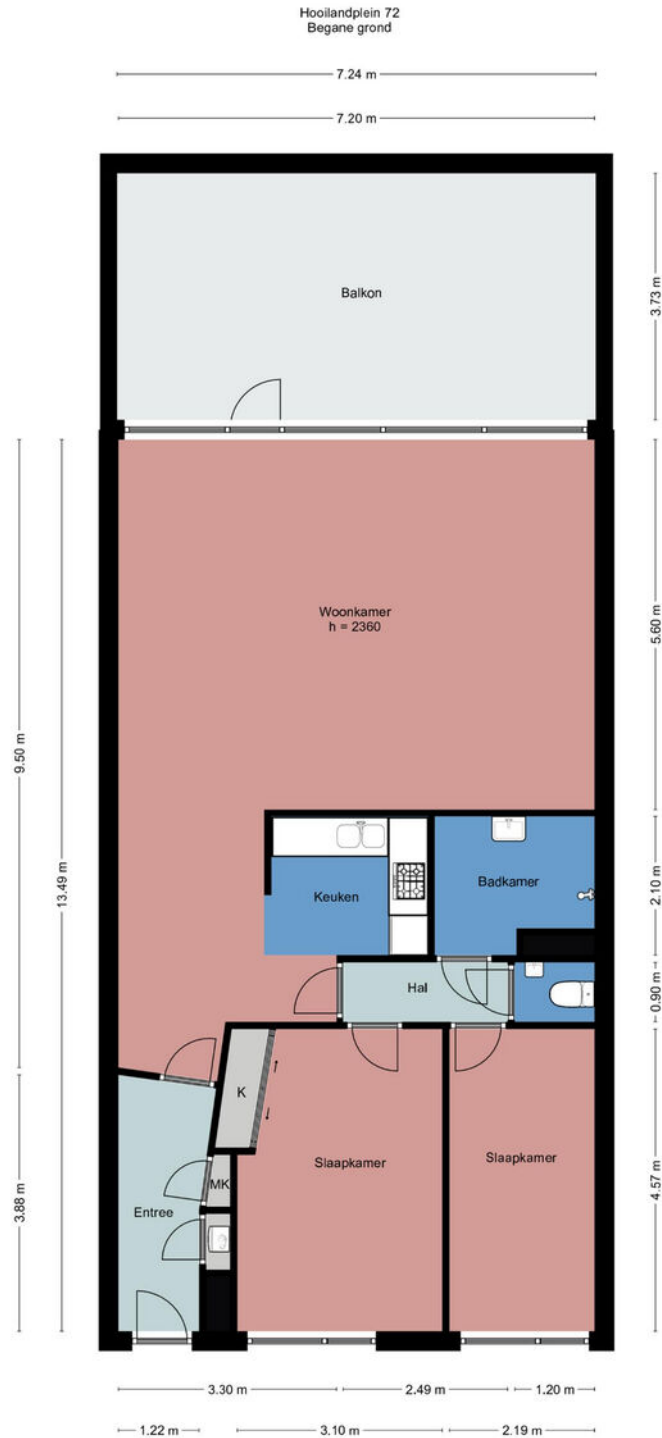 Hooilandplein 72
Begane grond
7.24 m
7.20 m
Balkon
3.73 m
Woonkamer
h = 2360
5.60 m
9.50 m
13.49 m
Keuken
Badkamer
2.10 m
Hal
0.90 m
K
Slaapkamer
Slaapkamer
MK
Entree
3.88 m
4.57 m
3.30 m
2.49 m
1.20 m
1.22 m
3.10 m
2.19 m